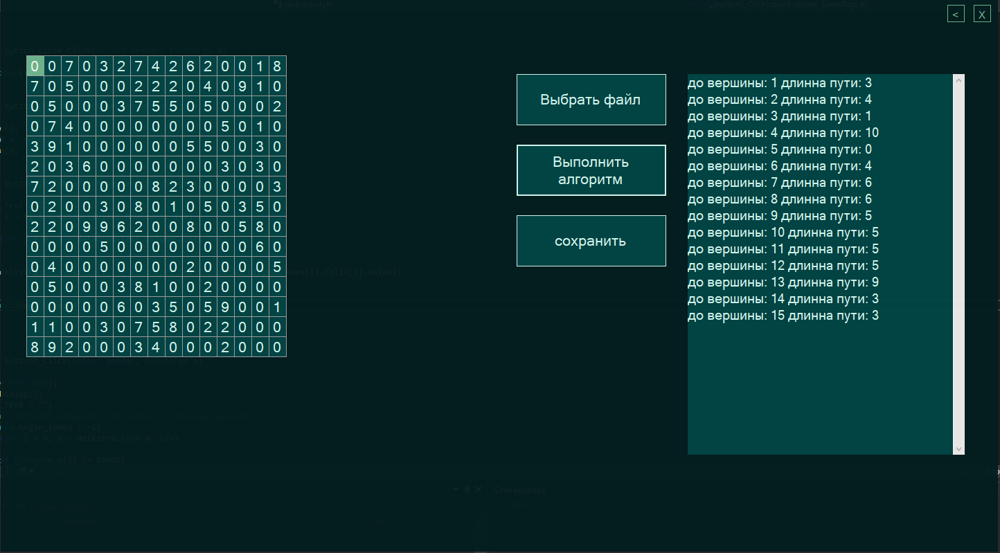 < X
0 0 7 0 3 2 7 4 2 6 2 0 0 1 8
7 0 5 0 0 0 2 2 2 0 4 0 9 1 0
0 5 0 0 0 3 7 5 5 0 5 0 0 0 2
0 7 4 0 0 0 0 0 0 0 0 5 0 1 0
3 9 1 0 0 0 0 0 0 5 5 0 0 3 0
2 0 3 6 0 0 0 0 0 0 0 3 0 3 0
7 2 0 0 0 0 0 8 2 3 0 0 0 0 3
0 2 0 0 3 0 8 0 1 0 5 0 3 5 0
2 2 0 9 9 6 2 0 0 8 0 0 5 8 0
0 0 0 0 5 0 0 0 0 0 0 0 0 6 0
0 4 0 0 0 0 0 0 0 2 0 0 0 0 5
0 5 0 0 0 3 8 1 0 0 2 0 0 0 0
0 0 0 0 0 6 0 3 5 0 5 9 0 0 1
1 1 0 0 3 0 7 5 8 0 2 2 0 0 0
8 9 2 0 0 0 3 4 0 0 0 2 0 0 0
Выбрать файл
Выполнить
алгоритм
сохранить
до вершины: 1 длинна пути: 3
до вершины: 2 длинна пути: 4
до вершины: 3 длинна пути: 1
до вершины: 4 длинна пути: 10
до вершины: 5 длинна пути: 0
до вершины: 6 длинна пути: 4
до вершины: 7 длинна пути: 6
до вершины: 8 длинна пути: 6
до вершины: 9 длинна пути: 5
до вершины: 10 длинна пути: 5
до вершины: 11 длинна пути: 5
до вершины: 12 длинна пути: 5
до вершины: 13 длинна пути: 9
до вершины: 14 длинна пути: 3
до вершины: 15 длинна пути: 3